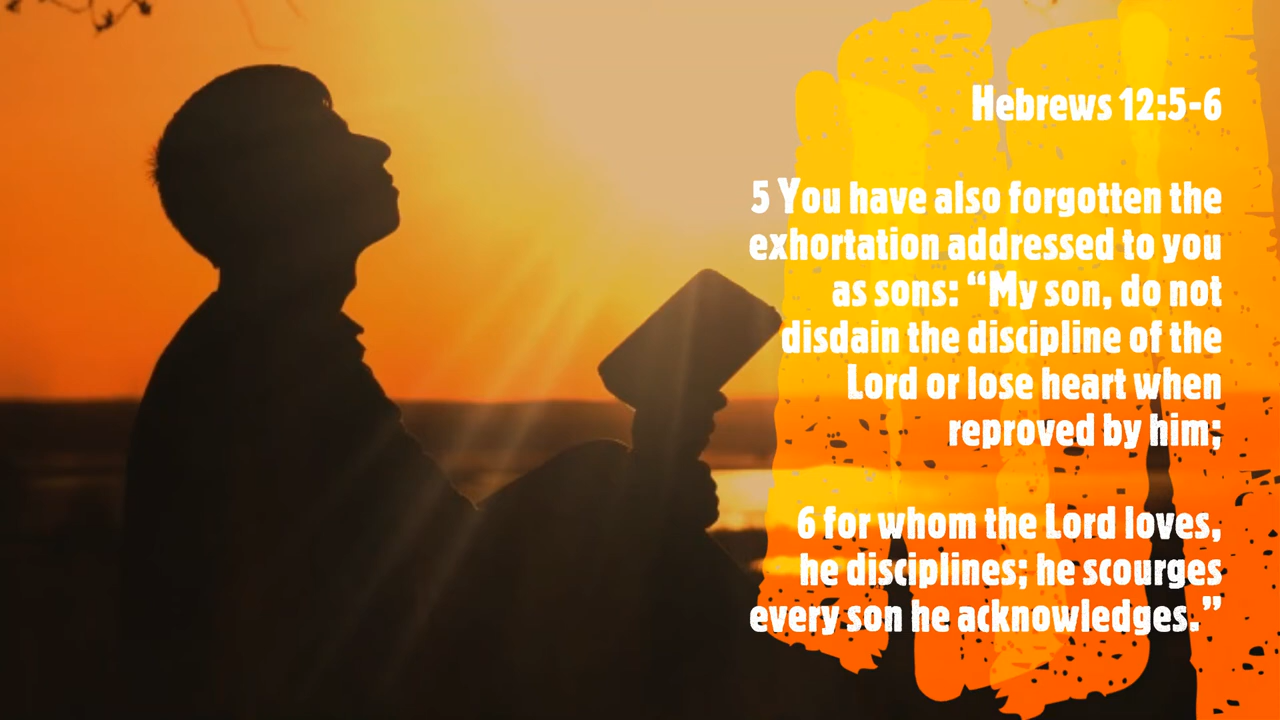 Hebrews 12:5-6
5 You have also forgotten the
exhortation addressed to you
as sons: “My son, do not
disdain the discipline of the
Lord or lose heart when
reproved by him;
6 for whom the Lord loves,
he disciplines; he scourges
every son he acknowledges.”